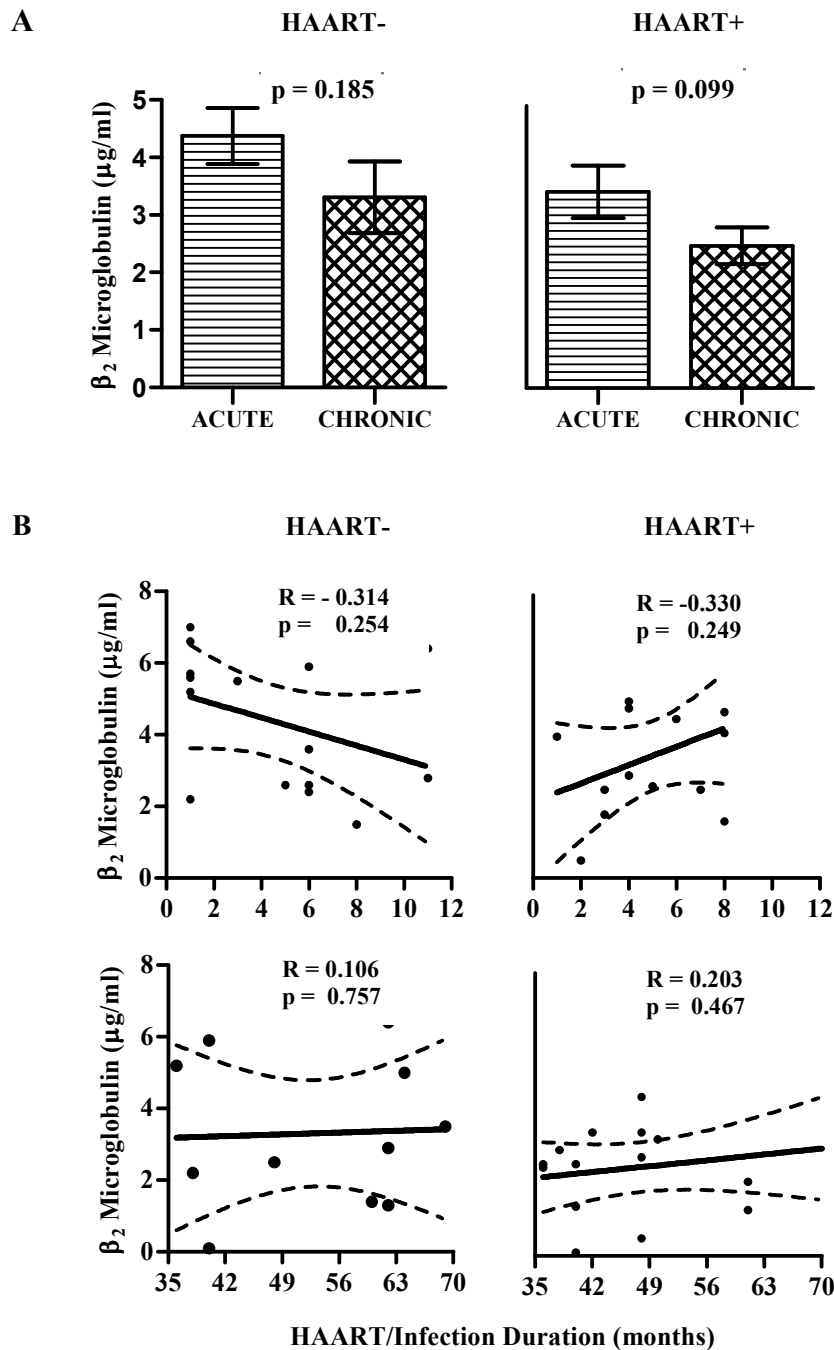 A
HAART-
HAART+
p = 0.185
p = 0.099
β2 Microglobulin (µg/ml)
5
4
3
2
1
0
ACUTE
CHRONIC
ACUTE
CHRONIC
B
HAART-
HAART+
R = - 0.314
p = 0.254
R = -0.330
p = 0.249
β2 Microglobulin (µg/ml)
8
6
4
2
0
0 2 4 6 8 10 12
0 2 4 6 8 10 12
R = 0.106
p = 0.757
R = 0.203
p = 0.467
β2 Microglobulin (µg/ml)
8
6
4
2
0
35 42 49 56 63 70
35 42 49 56 63 70
HAART/Infection Duration (months)